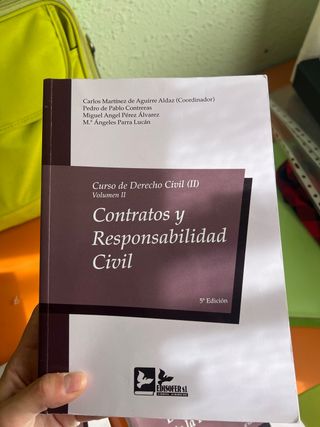 Carlos Martínez de Aguirre Aldaz (Coordinador)
Pedro de Pablo Contreras
Miguel Angel Pérez Álvarez
M.ª Ángeles Parra Lucán
Curso de Derecho Civil (II)
Volumen II
Contratos y
Responsabilidad
Civil
5ª Edición
EDISOFER S.L.